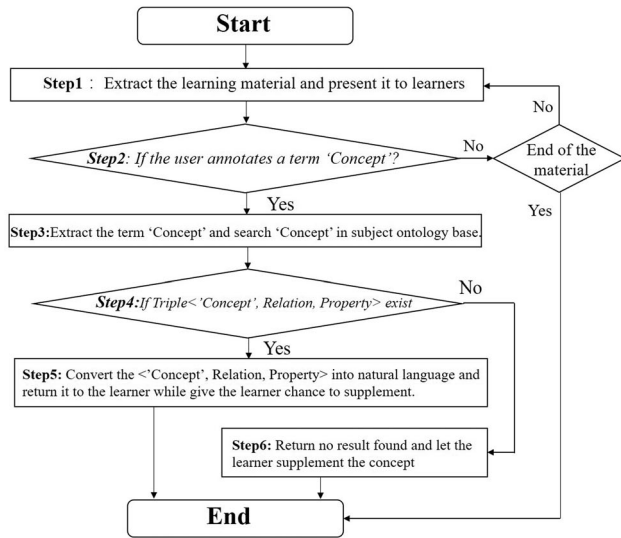 Start
Step1： Extract the learning material and present it to learners
No
Step2: If the user annotates a term ‘Concept’?
No
End of the
material
Yes
Yes
Step3:Extract the term ‘Concept’ and search ‘Concept’ in subject ontology base.
Step4:If Triple<’Concept’, Relation, Property> exist
No
Yes
Step5: Convert the <’Concept’, Relation, Property> into natural language and
return it to the learner while give the learner chance to supplement.
Step6: Return no result found and let the
learner supplement the concept
End